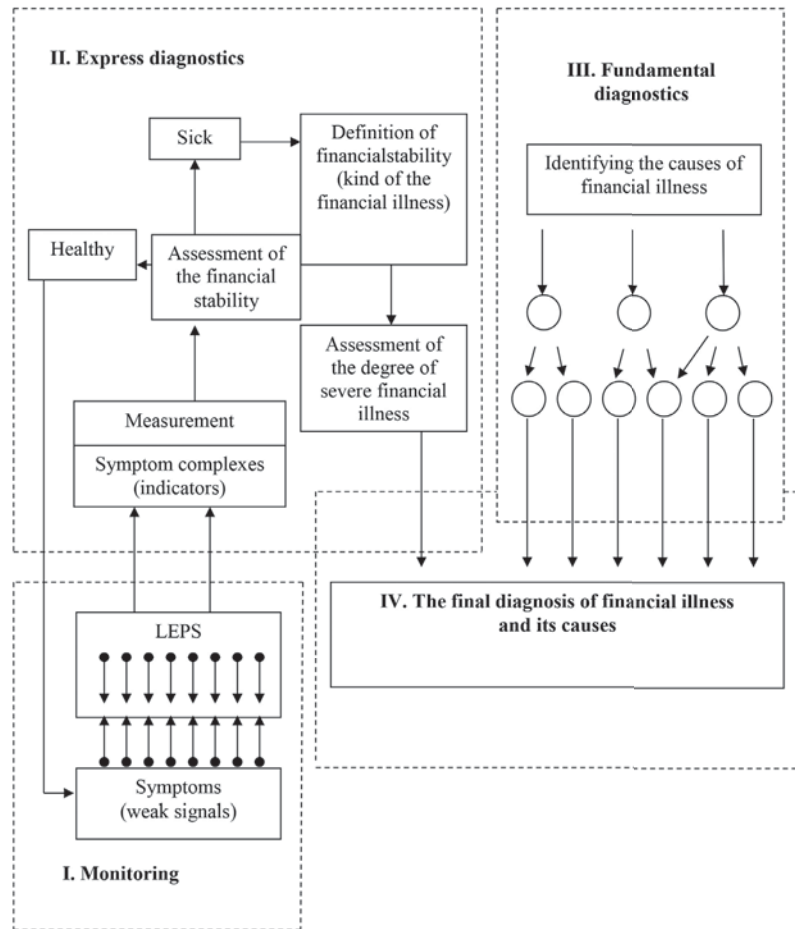 II. Express diagnostics
Sick
Definition of
financialstability
(kind of the
financial illness)
Healthy
Assessment of
the financial
stability
Assessment of
the degree of
severe financial
illness
Measurement
Symptom complexes
(indicators)
III. Fundamental
diagnostics
Identifying the causes of
financial illness
LEPS
Symptoms
(weak signals)
I. Monitoring
IV. The final diagnosis of financial illness
and its causes